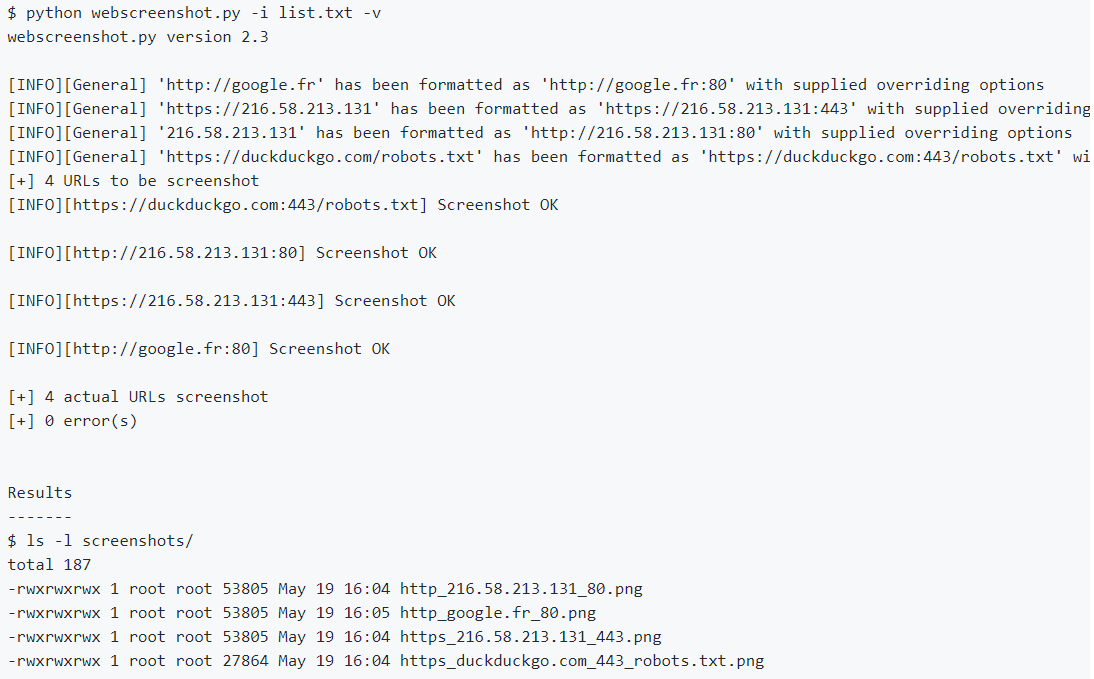 $ python webscreenshot.py -i list.txt -v
webscreenshot.py version 2.3
[INFO][General] 'http://google.fr' has been formatted as 'http://google.fr:80' with supplied overriding options
[INFO][General] 'https://216.58.213.131' has been formatted as 'https://216.58.213.131:443' with supplied overriding
[INFO][General] '216.58.213.131' has been formatted as 'http://216.58.213.131:80' with supplied overriding options
[INFO][General] 'https://duckduckgo.com/robots.txt' has been formatted as 'https://duckduckgo.com:443/robots.txt' wi
[+] 4 URLs to be screenshot
[INFO][https://duckduckgo.com:443/robots.txt] Screenshot OK
[INFO][http://216.58.213.131:80] Screenshot OK
[INFO][https://216.58.213.131:443] Screenshot OK
[INFO][http://google.fr:80] Screenshot OK
[+] 4 actual URLs screenshot
[+] 0 error(s)
Results
-------
$ ls -l screenshots/
total 187
-rwxrwxrwx 1 root root 53805 May 19 16:04 http_216.58.213.131_80.png
-rwxrwxrwx 1 root root 53805 May 19 16:05 http_google.fr_80.png
-rwxrwxrwx 1 root root 53805 May 19 16:04 https_216.58.213.131_443.png
-rwxrwxrwx 1 root root 27864 May 19 16:04 https_duckduckgo.com_443_robots.txt.png